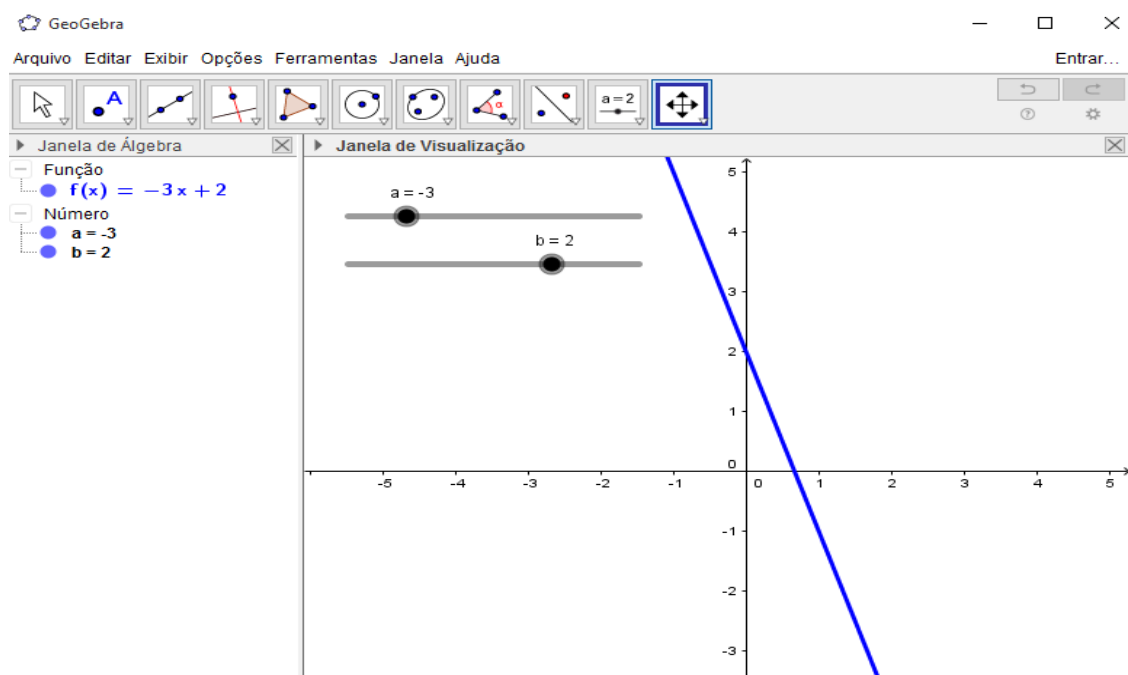 GeoGebra
Arquivo Editar Exibir Opções Ferramentas Janela Ajuda
Entrar...
A
α
a = 2
Janela de Álgebra
Janela de Visualização
Função
f(x) = −3x + 2
Número
a = -3
b = 2
a = -3
b = 2
5
4
3
2
1
0
-5 -4 -3 -2 -1 0 1 2 3 4 5
-1
-2
-3